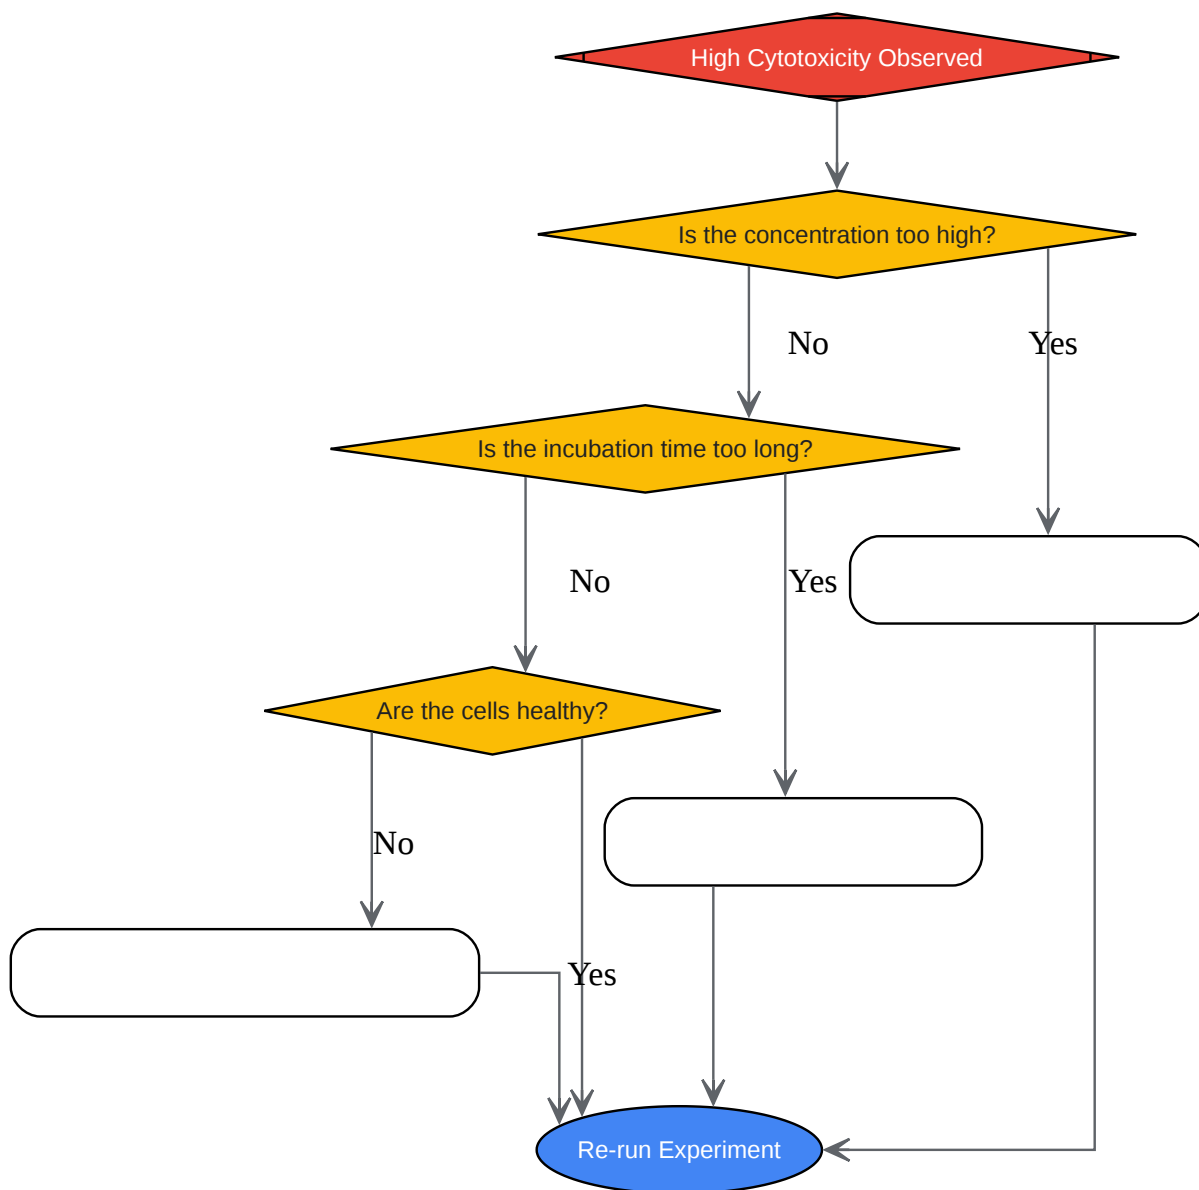 High Cytotoxicity Observed
Is the concentration too high?
No
Yes
Is the incubation time too long?
No
Yes
Are the cells healthy?
No
Yes
Re-run Experiment